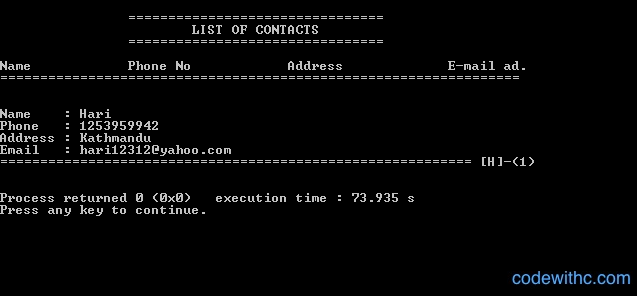 ================================
LIST OF CONTACTS
================================
Name Phone No Address E-mail ad.
=================================================================
Name : Hari
Phone : 1253959942
Address : Kathmandu
Email : hari12312@yahoo.com
=========================================================== [H]-(1)
Process returned 0 (0x0) execution time : 73.935 s
Press any key to continue.
codewithc.com